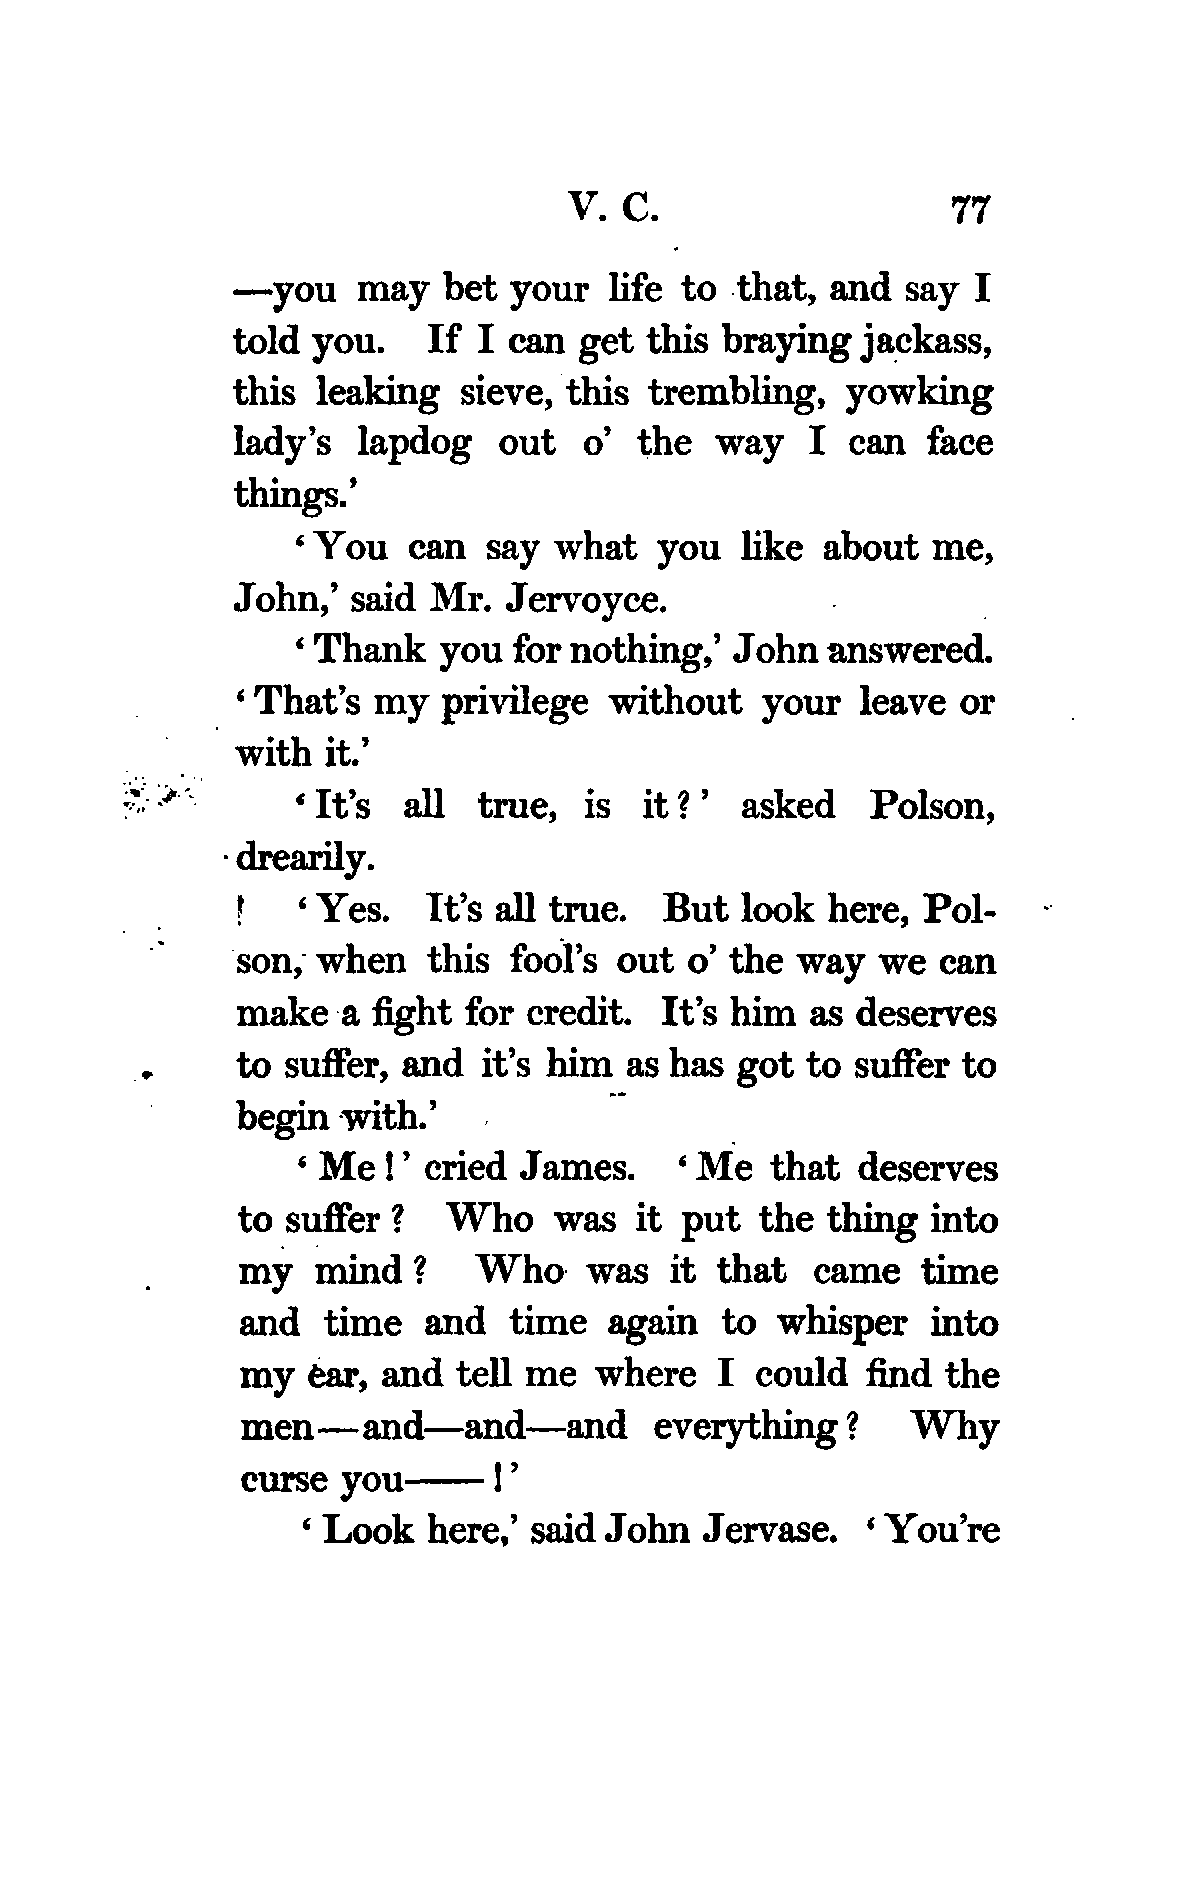 V. C. 77
—you may bet your life to that, and say I
told you. If I can get this braying jackass,
this leaking sieve, this trembling, yowking
lady's lapdog out o' the way I can face
things.'
'You can say what you like about me,
John,' said Mr. Jervoyce.
'Thank you for nothing,' John answered.
'That's my privilege without your leave or
with it.'
'It's all true, is it?' asked Polson,
drearily.
'Yes. It's all true. But look here, Pol-
son, when this fool's out o' the way we can
make a fight for credit. It's him as deserves
to suffer, and it's him as has got to suffer to
begin with.'
'Me!' cried James. 'Me that deserves
to suffer? Who was it put the thing into
my mind? Who was it that came time
and time and time again to whisper into
my ear, and tell me where I could find the
men—and—and—and everything? Why
curse you——!'
'Look here,' said John Jervase. 'You're